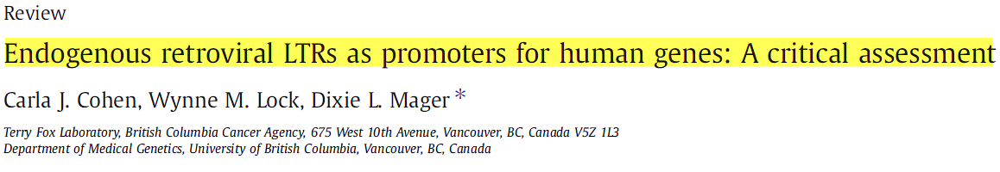 Review
Endogenous retroviral LTRs as promoters for human genes: A critical assessment
Carla J. Cohen, Wynne M. Lock, Dixie L. Mager *
Terry Fox Laboratory, British Columbia Cancer Agency, 675 West 10th Avenue, Vancouver, BC, Canada V5Z 1L3
Department of Medical Genetics, University of British Columbia, Vancouver, BC, Canada